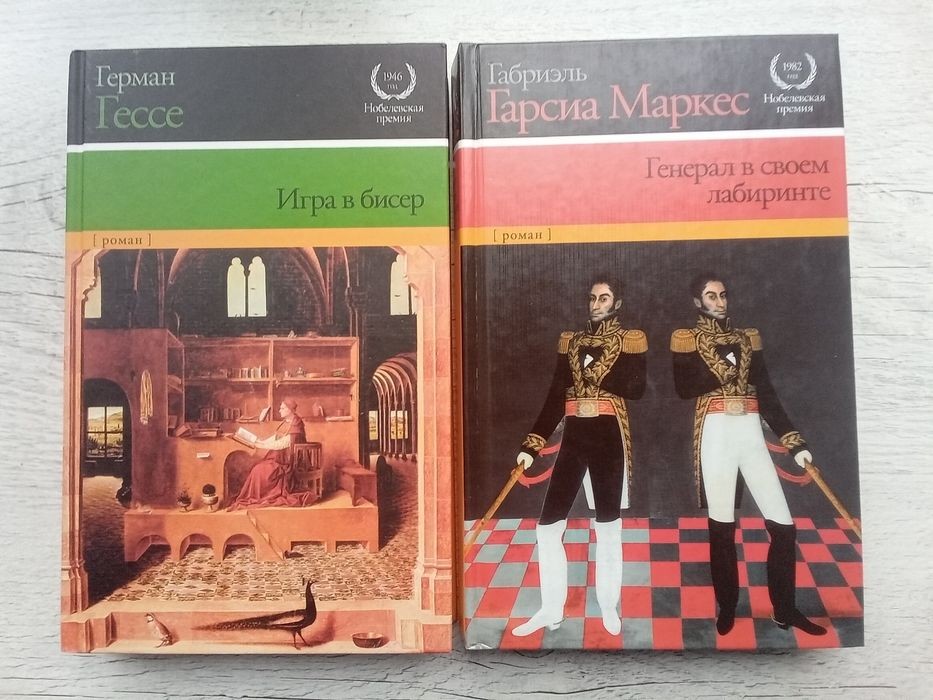 Герман
Гессе
1946
год
Нобелевская
премия
Игра в бисер
[ роман ]
Габриэль
Гарсиа Маркес
1982
год
Нобелевская
премия
Генерал в своем
лабиринте
[ роман ]